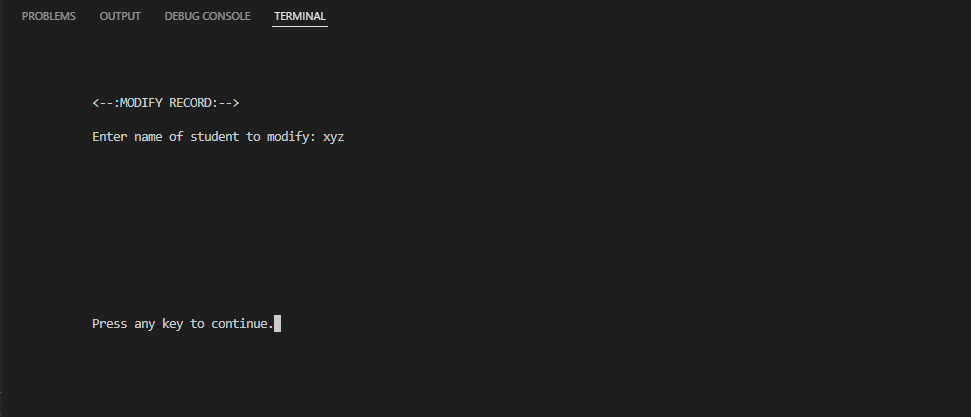 PROBLEMS OUTPUT DEBUG CONSOLE TERMINAL
<--:MODIFY RECORD:-->
Enter name of student to modify: xyz
Press any key to continue.